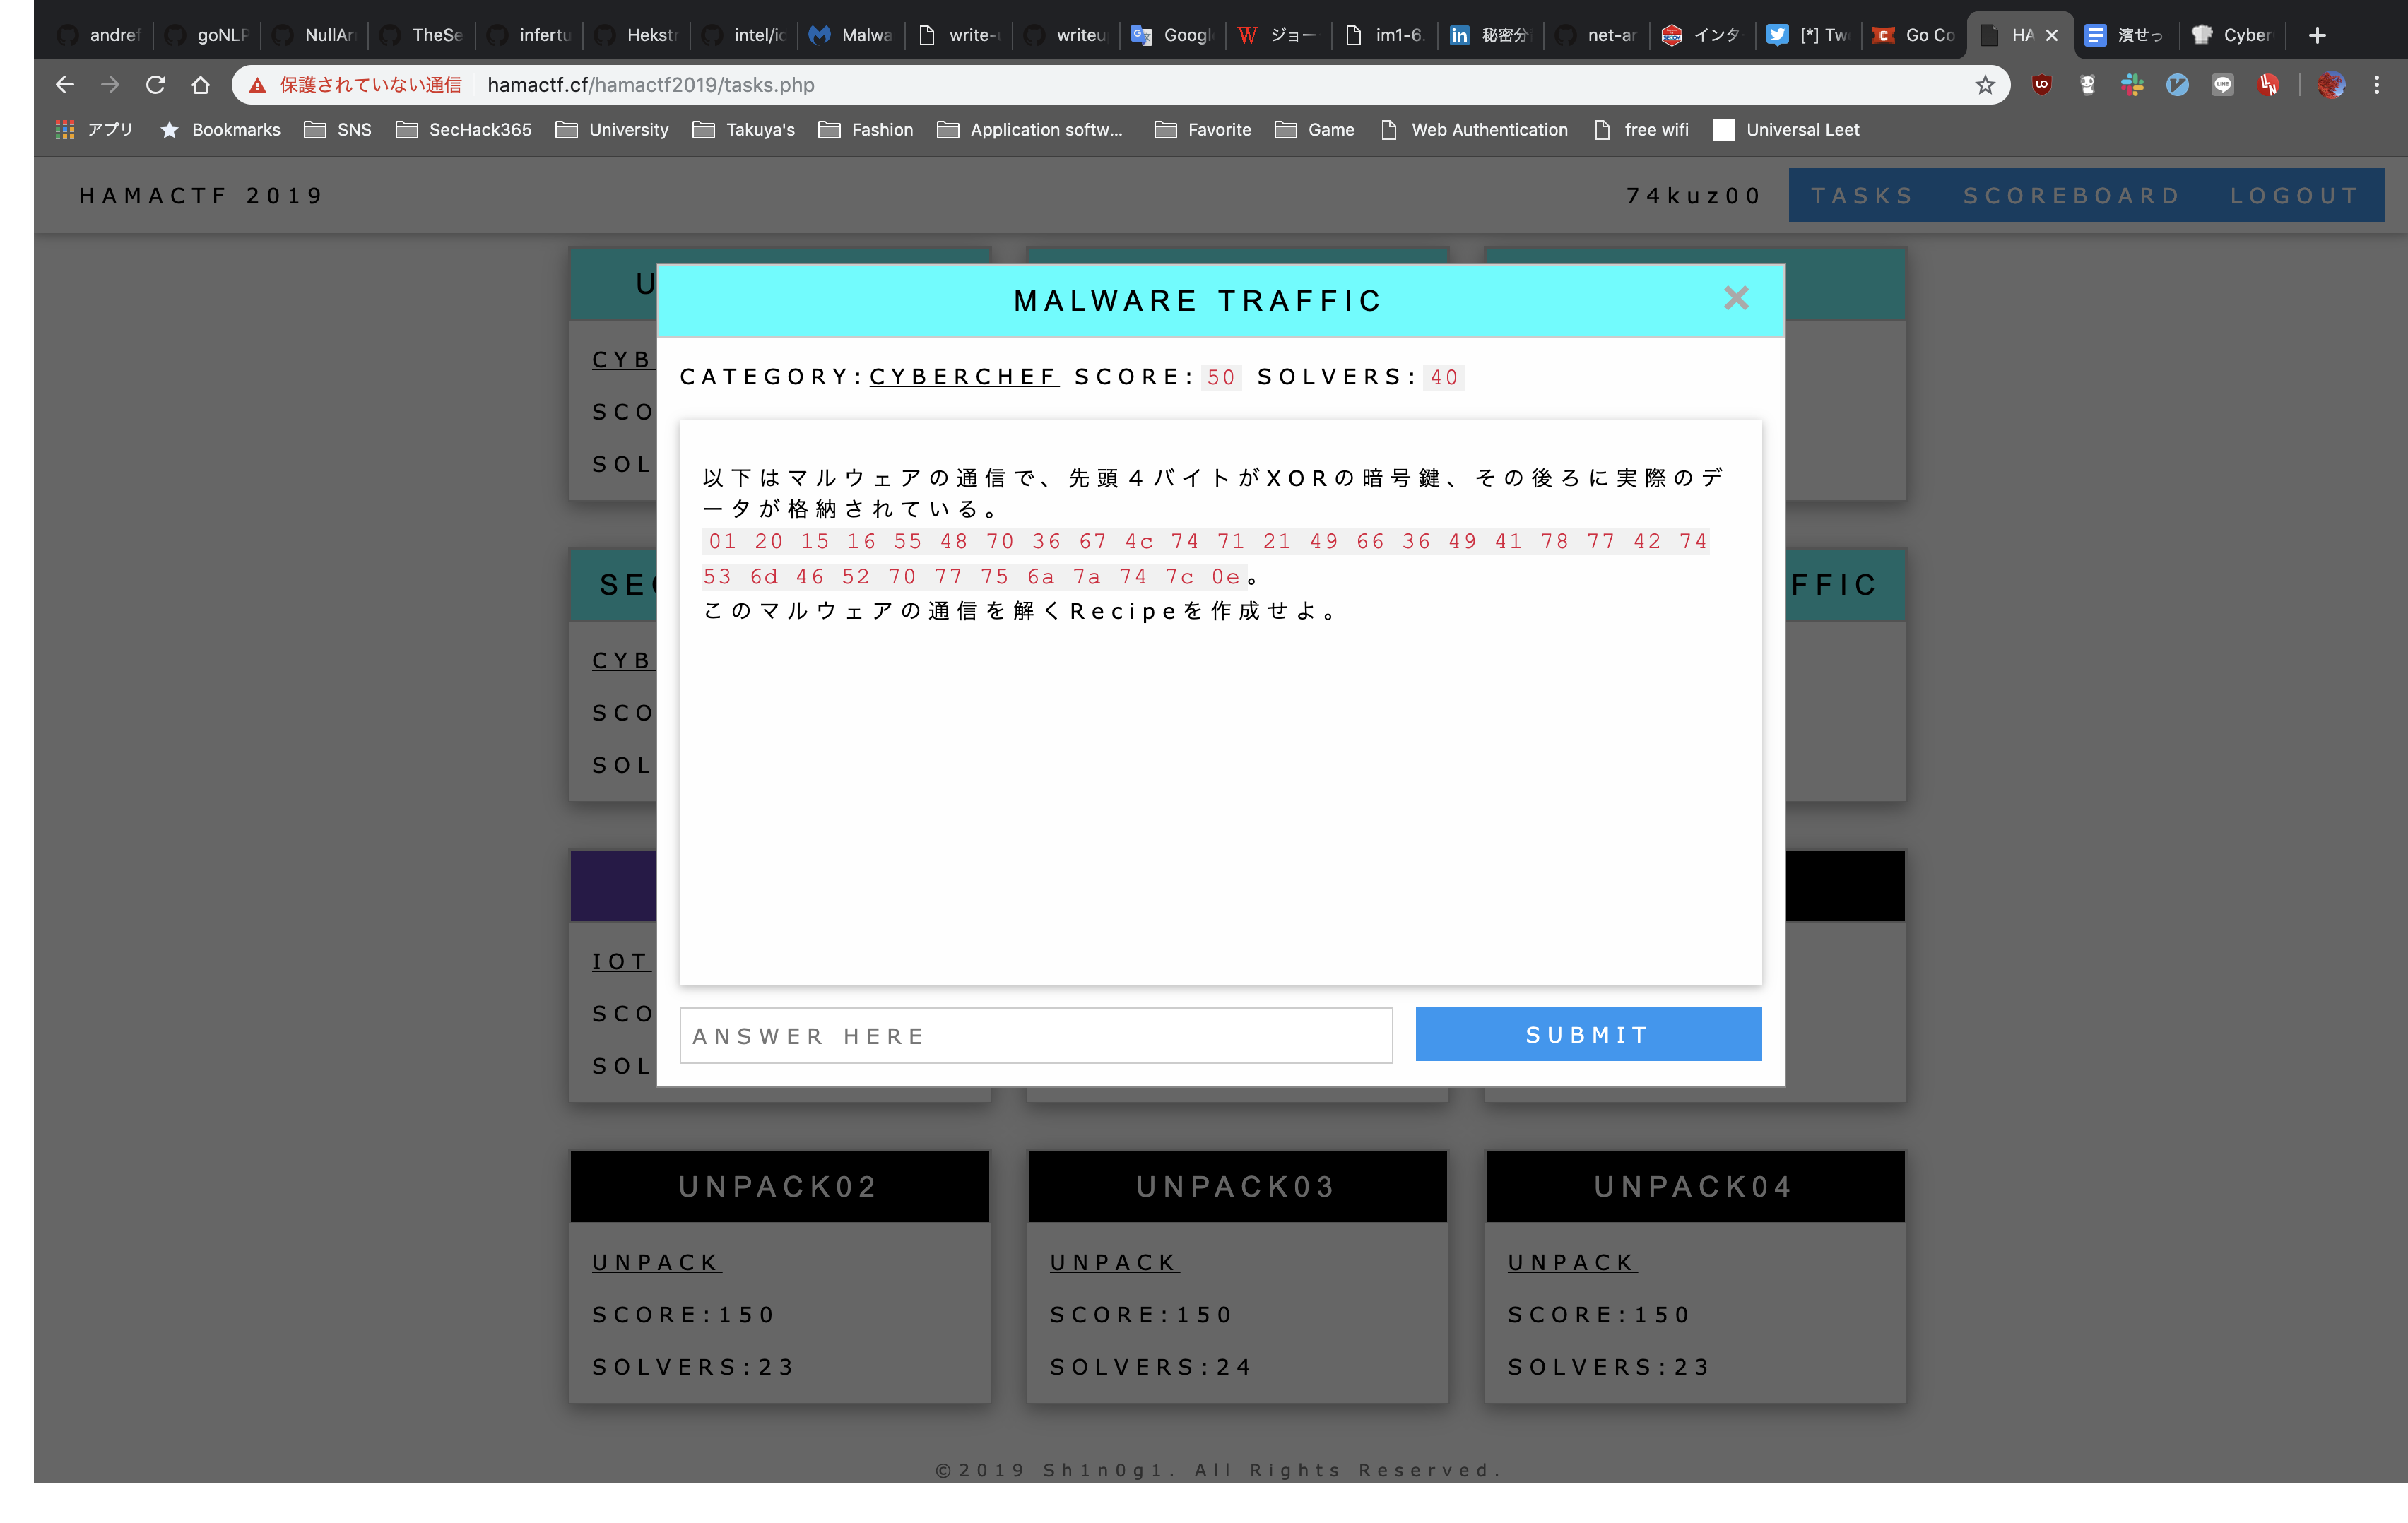 andref goNLP NullAr TheSe infertu Hekstr intel/ic Malwa write-u writeu Googl ジョー im1-6. 秘密分 net-ar インタ [*] Tw Go Co HA 濱せっ Cyber
保護されていない通信 hamactf.cf/hamactf2019/tasks.php
アプリ Bookmarks SNS SecHack365 University Takuya's Fashion Application softw... Favorite Game Web Authentication free wifi Universal Leet
HAMACTF 2019 74kuz00 TASKS SCOREBOARD LOGOUT
U
MALWARE TRAFFIC
CYB
SCO
SOL
CATEGORY:CYBERCHEF SCORE:50 SOLVERS:40
以下はマルウェアの通信で、先頭４バイトがXORの暗号鍵、その後ろに実際のデ
ータが格納されている。
01 20 15 16 55 48 70 36 67 4c 74 71 21 49 66 36 49 41 78 77 42 74
53 6d 46 52 70 77 75 6a 7a 74 7c 0e。
このマルウェアの通信を解くRecipeを作成せよ。
SEC FFIC
CYB
SCO
SOL
IOT
SCO
SOL
ANSWER HERE SUBMIT
UNPACK02 UNPACK03 UNPACK04
UNPACK UNPACK UNPACK
SCORE:150 SCORE:150 SCORE:150
SOLVERS:23 SOLVERS:24 SOLVERS:23
©2019 Sh1n0g1. All Rights Reserved.